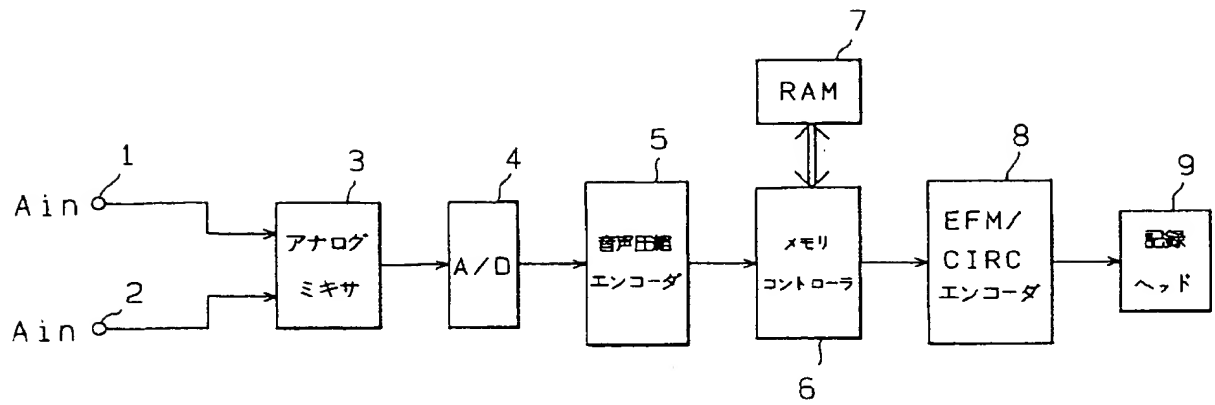 7
RAM
1
Ain
2
Ain
3
アナログ
ミキサ
4
A/D
5
音声圧縮
エンコーダ
メモリ
コントローラ
6
8
EFM/
CIRC
エンコーダ
9
記録
ヘッド